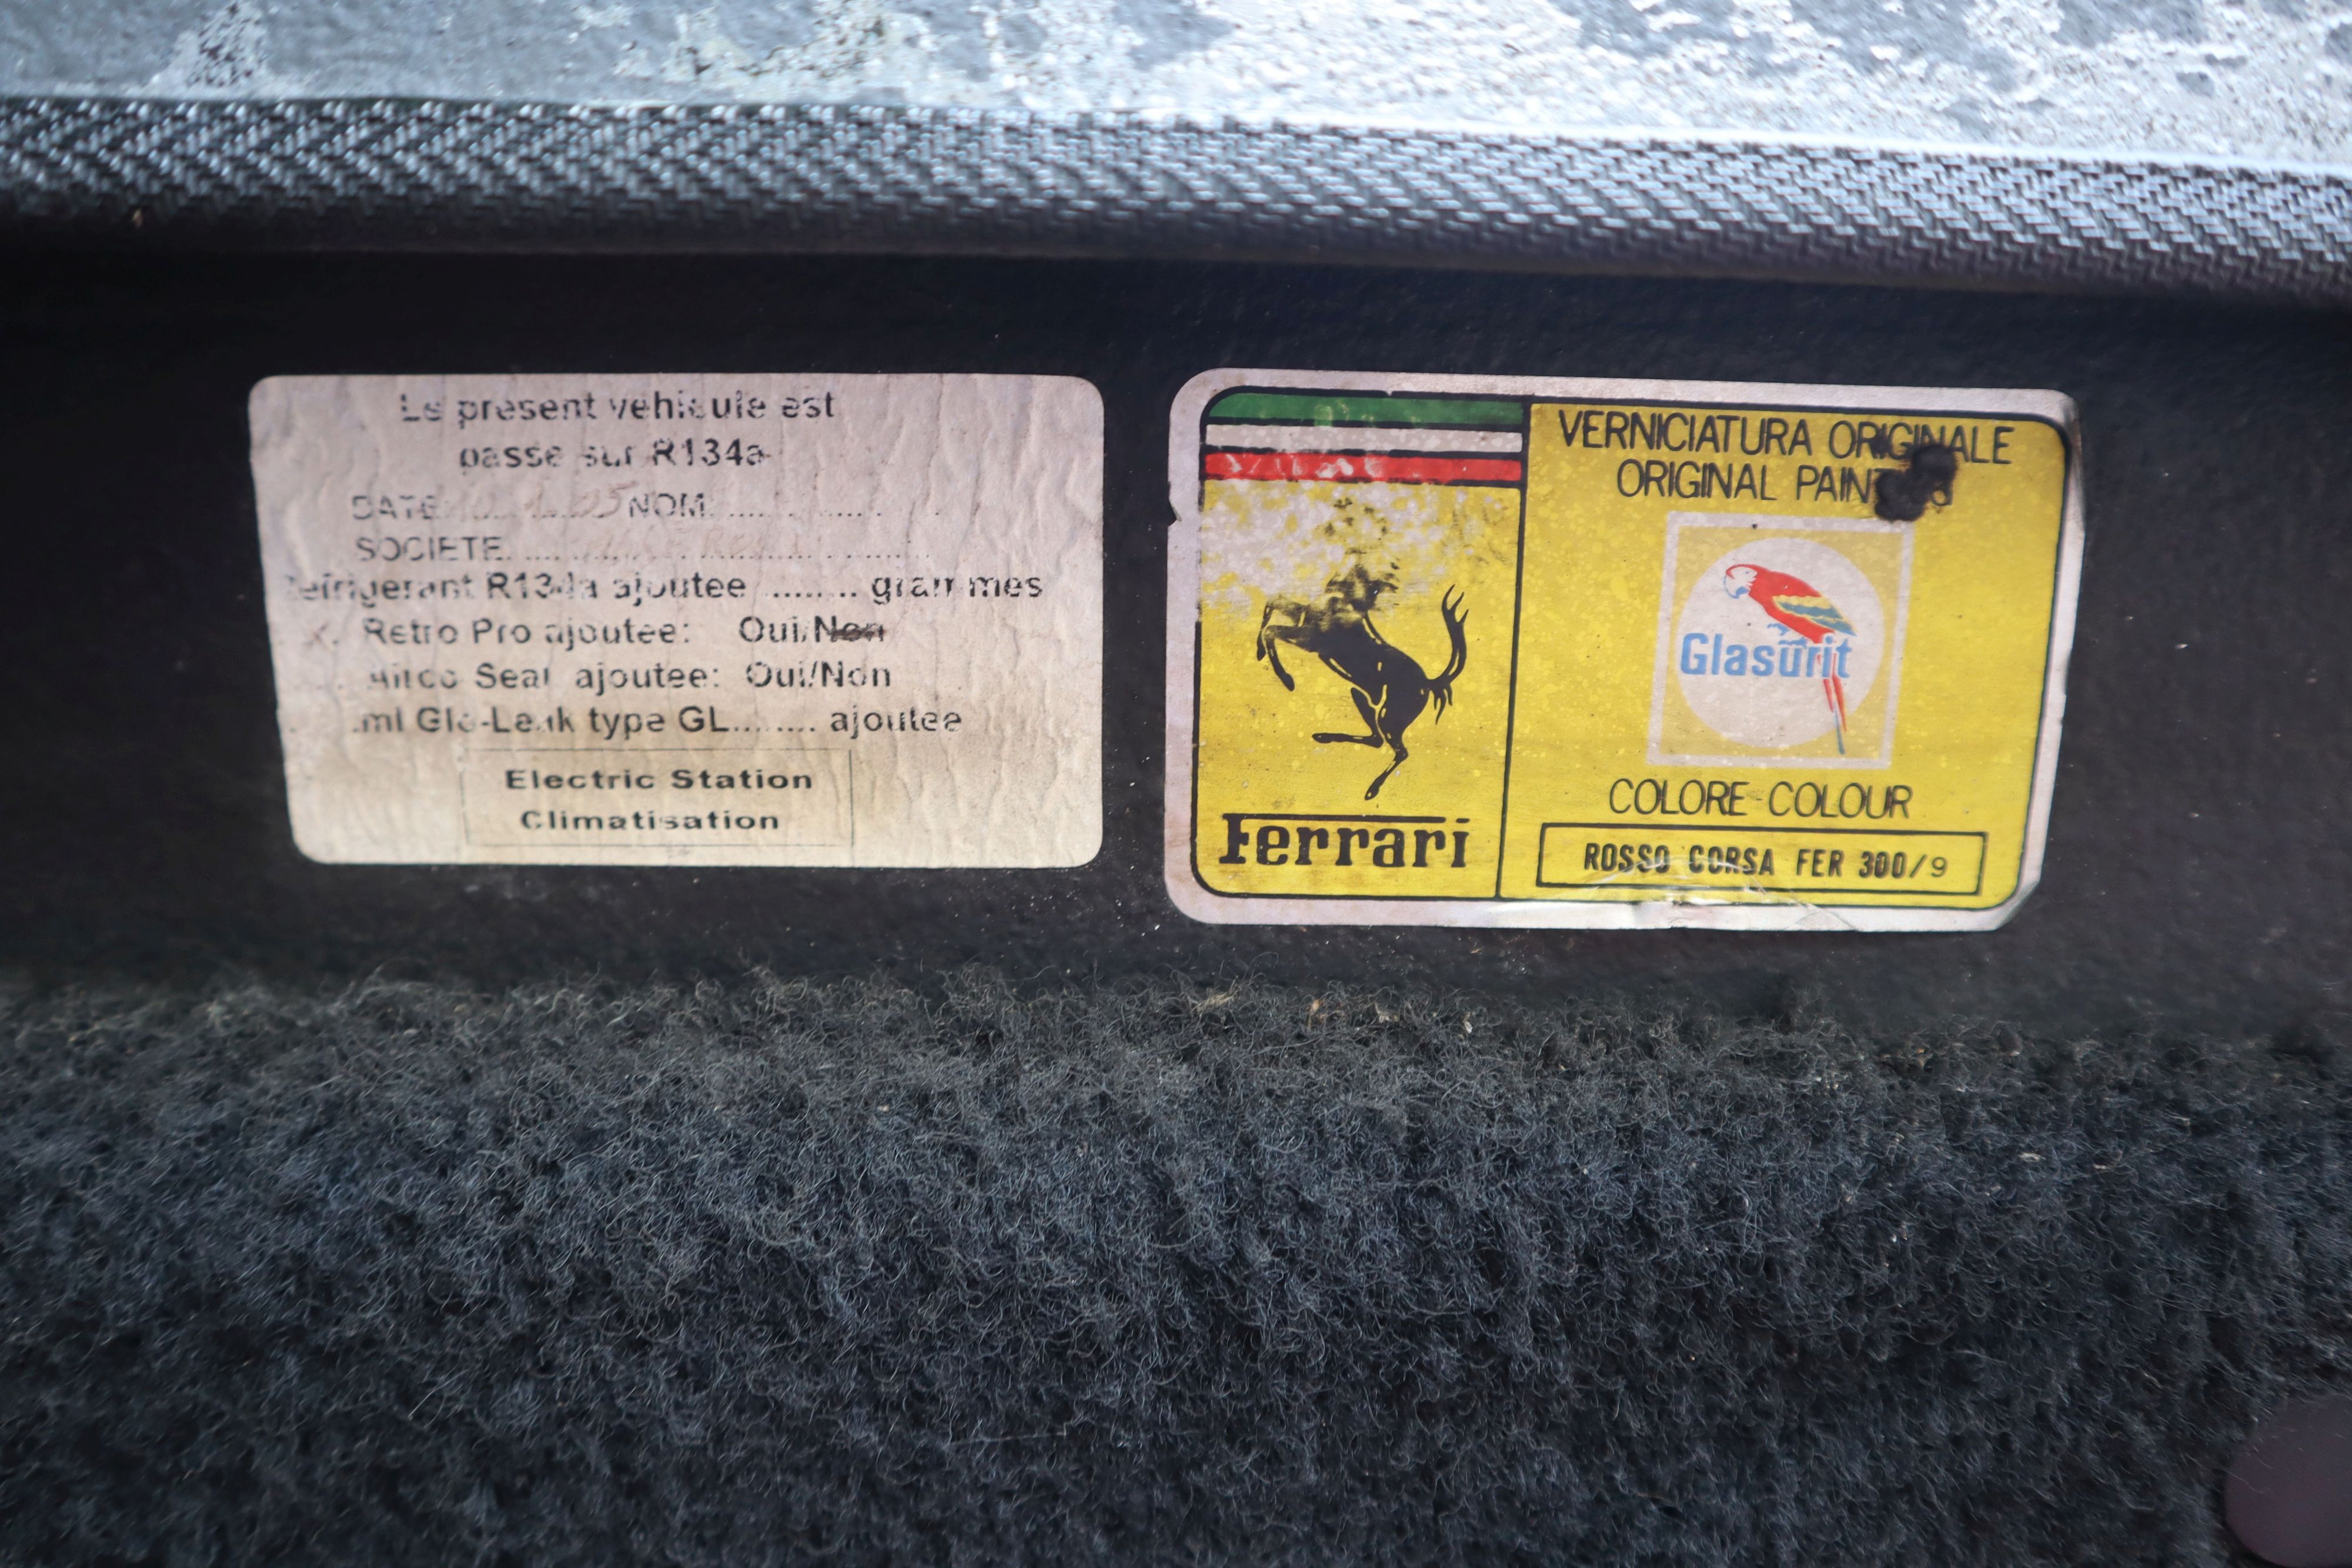 Le present vehicule est
passe sur R134a
DATE NOM:
SOCIETE
Refrigerant R134a ajoutee ......... grammes
Retro Pro ajoutee: Oui/Non
Airco Seal ajoutee: Oui/Non
ml Glo-Leak type GL........ ajoutee
Electric Station
Climatisation
VERNICIATURA ORIGINALE
ORIGINAL PAINT
Glasurit
COLORE-COLOUR
ROSSO CORSA FER 300/9
Ferrari